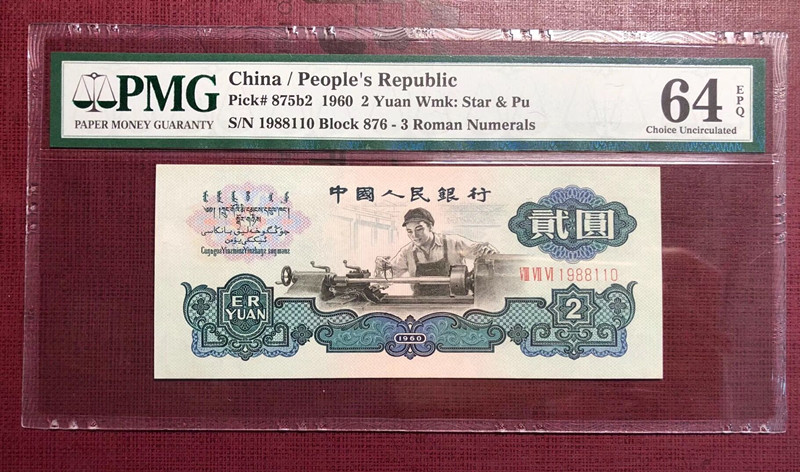 PMG
PAPER MONEY GUARANTY
China / People's Republic
Pick# 875b2 1960 2 Yuan Wmk: Star & Pu
S/N 1988110 Block 876 - 3 Roman Numerals
64 EPQ
Choice Uncirculated
中國人民銀行
貳圓
VIII VII VI 1988110
ER
YUAN
2
1960